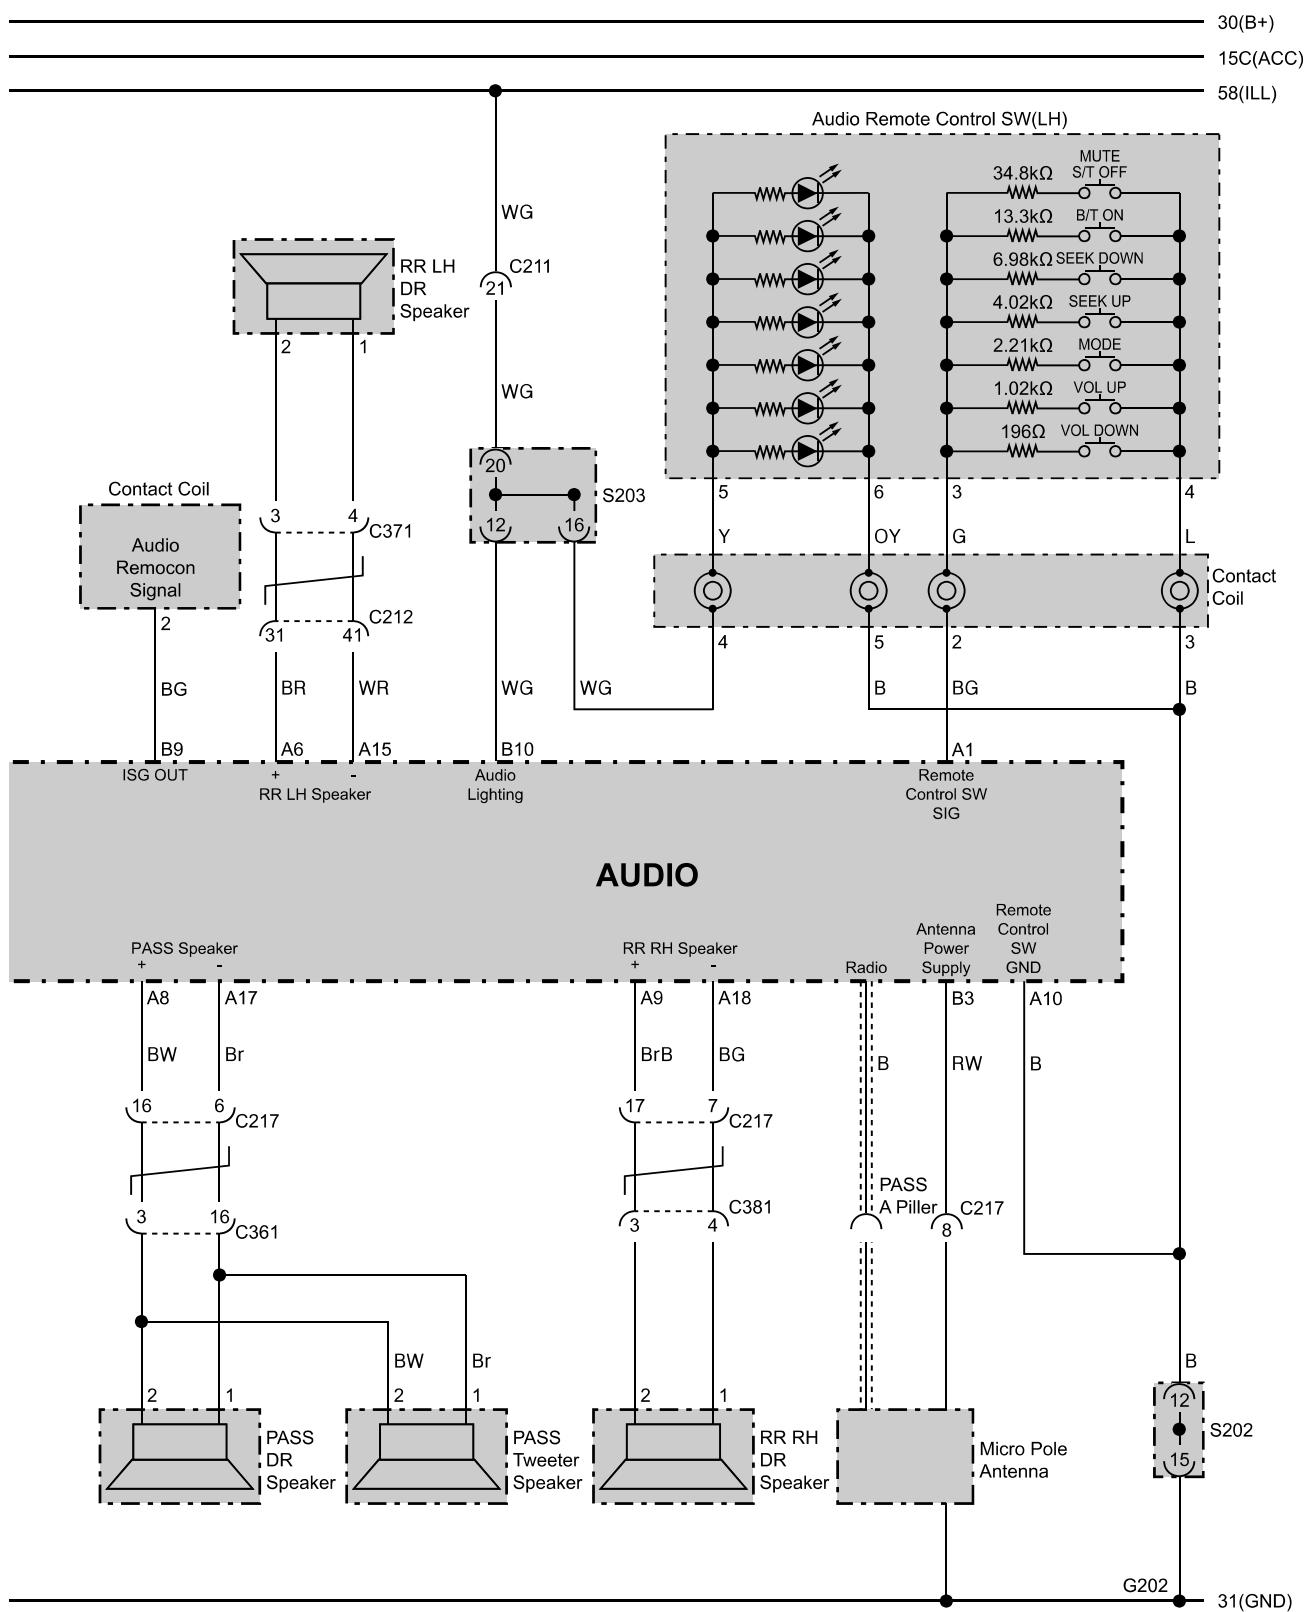 30(B+)
15C(ACC)
58(ILL)
Audio Remote Control SW(LH)
34.8kΩ
MUTE
S/T OFF
13.3kΩ
B/T ON
6.98kΩ
SEEK DOWN
4.02kΩ
SEEK UP
2.21kΩ
MODE
1.02kΩ
VOL UP
196Ω
VOL DOWN
WG
C211
21
WG
RR LH
DR
Speaker
2
1
20
S203
12
16
5
6
3
4
Y
OY
G
L
Contact Coil
Audio
Remocon
Signal
2
3
4
C371
C212
31
41
Contact
Coil
4
5
2
3
BG
BR
WR
WG
WG
B
BG
B
B9
A6
A15
B10
A1
ISG OUT
+
-
RR LH Speaker
Audio
Lighting
Remote
Control SW
SIG
AUDIO
PASS Speaker
+
-
RR RH Speaker
+
-
Radio
Antenna
Power
Supply
Remote
Control
SW
GND
A8
A17
A9
A18
B3
A10
BW
Br
BrB
BG
B
RW
B
16
6
C217
17
7
C217
3
16
C361
3
4
C381
PASS
A Piller
C217
8
BW
Br
B
2
1
2
1
2
1
12
S202
15
PASS
DR
Speaker
PASS
Tweeter
Speaker
RR RH
DR
Speaker
Micro Pole
Antenna
G202
31(GND)